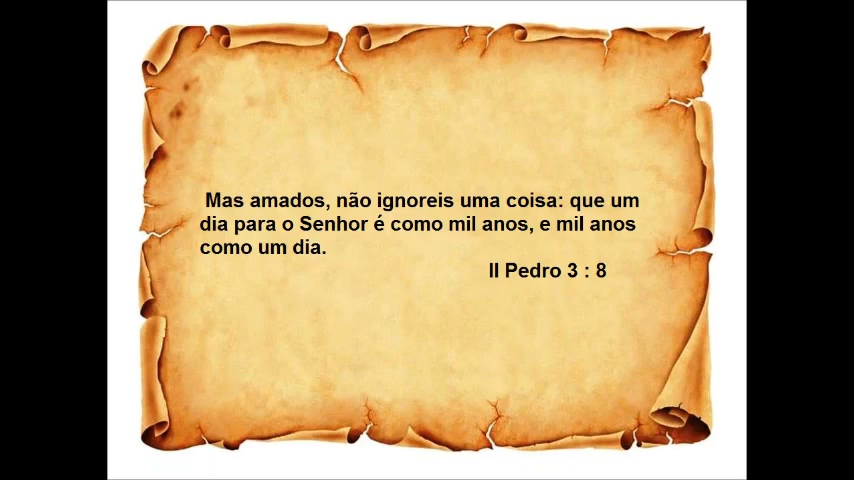 Mas amados, não ignoreis uma coisa: que um
dia para o Senhor é como mil anos, e mil anos
como um dia.
II Pedro 3 : 8